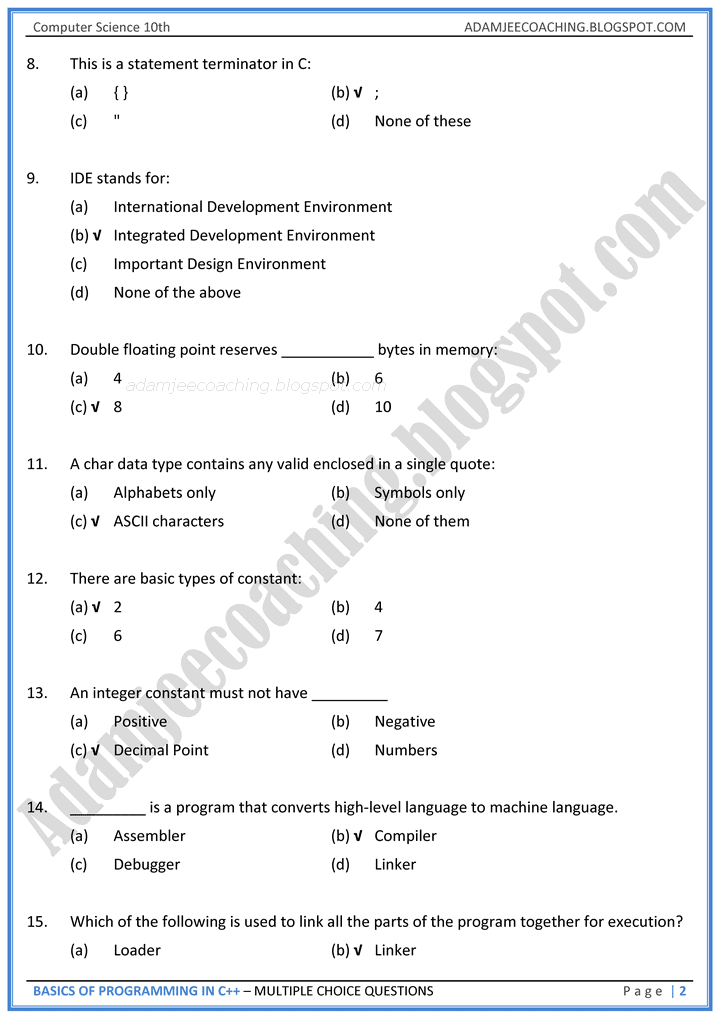 Computer Science 10th ADAMJEECOACHING.BLOGSPOT.COM
8. This is a statement terminator in C:
(a) { } (b) √ ;
(c) " (d) None of these
9. IDE stands for:
(a) International Development Environment
(b) √ Integrated Development Environment
(c) Important Design Environment
(d) None of the above
10. Double floating point reserves ___________ bytes in memory:
(a) 4 (b) 6
adamjeecoaching.blogspot.com
(c) √ 8 (d) 10
11. A char data type contains any valid enclosed in a single quote:
(a) Alphabets only (b) Symbols only
(c) √ ASCII characters (d) None of them
12. There are basic types of constant:
(a) √ 2 (b) 4
(c) 6 (d) 7
13. An integer constant must not have _________
(a) Positive (b) Negative
(c) √ Decimal Point (d) Numbers
14. _________ is a program that converts high-level language to machine language.
(a) Assembler (b) √ Compiler
(c) Debugger (d) Linker
15. Which of the following is used to link all the parts of the program together for execution?
(a) Loader (b) √ Linker
Adamjeecoaching.blogspot.com
BASICS OF PROGRAMMING IN C++ – MULTIPLE CHOICE QUESTIONS Page | 2